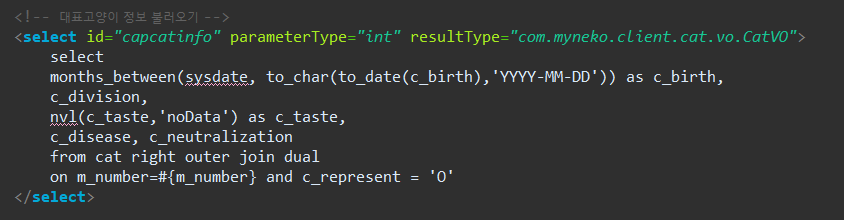 <!-- 대표고양이 정보 불러오기 -->
<select id="capcatinfo" parameterType="int" resultType="com.myneko.client.cat.vo.CatVO">
select
months_between(sysdate, to_char(to_date(c_birth),'YYYY-MM-DD')) as c_birth,
c_division,
nvl(c_taste,'noData') as c_taste,
c_disease, c_neutralization
from cat right outer join dual
on m_number=#{m_number} and c_represent = 'O'
</select>